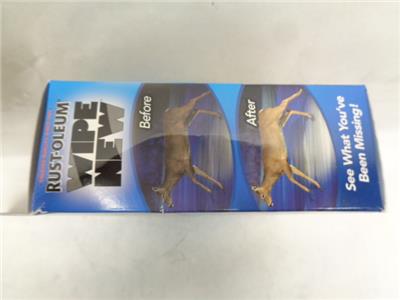 RUST-OLEUM®
WIPE
NEW
Before
After
See What You've
Been Missing!